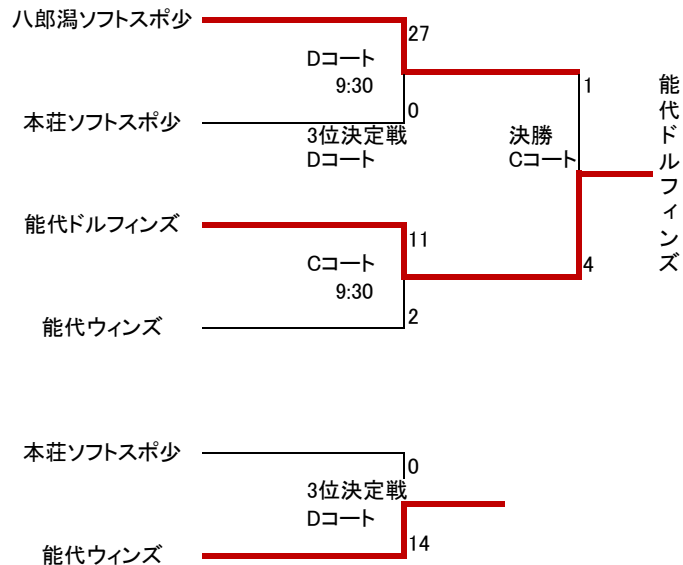 八郎潟ソフトスポ少
27
Dコート
9:30
1
本荘ソフトスポ少
0
3位決定戦
Dコート
決勝
Cコート
能代ドルフィンズ
能代ドルフィンズ
11
Cコート
9:30
4
能代ウィンズ
2
本荘ソフトスポ少
0
3位決定戦
Dコート
能代ウィンズ
14